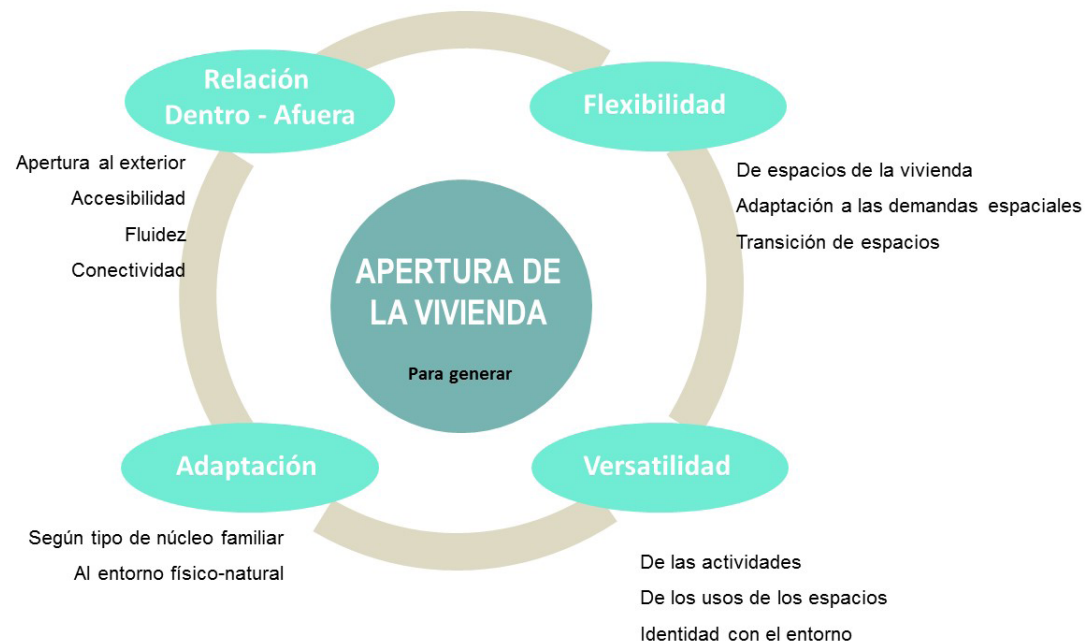 Relación
Dentro - Afuera
Apertura al exterior
Accesibilidad
Fluidez
Conectividad
Flexibilidad
De espacios de la vivienda
Adaptación a las demandas espaciales
Transición de espacios
APERTURA DE
LA VIVIENDA
Para generar
Adaptación
Según tipo de núcleo familiar
Al entorno físico-natural
Versatilidad
De las actividades
De los usos de los espacios
Identidad con el entorno